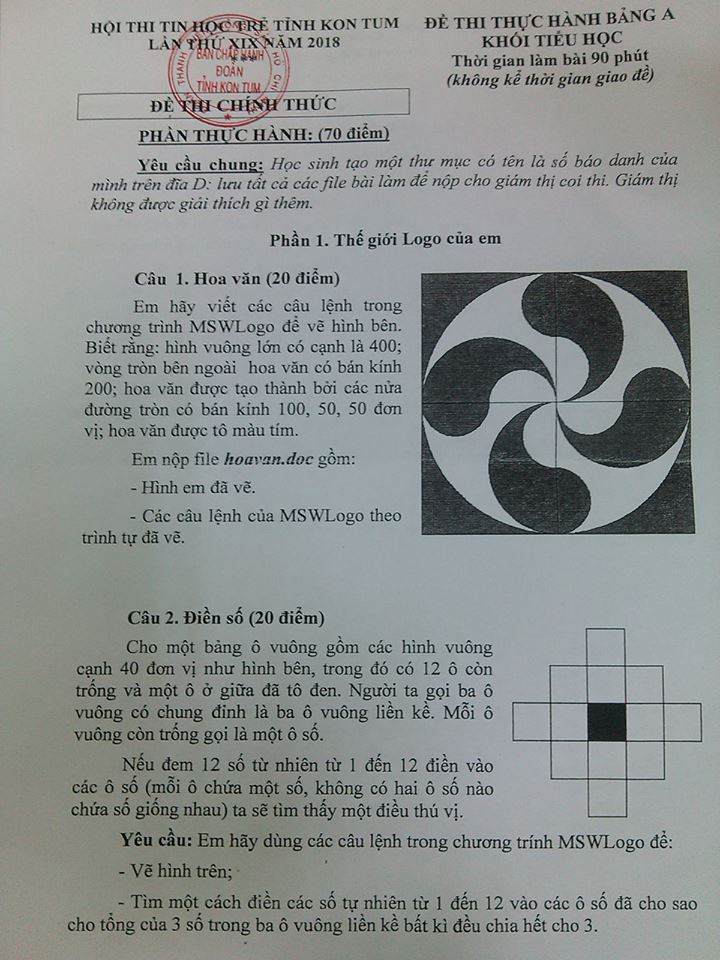 HỘI THI TIN HỌC TRẺ TỈNH KON TUM
LẦN THỨ XIX NĂM 2018
***
BAN CHẤP HÀNH
ĐOÀN
TỈNH KON TUM
ĐỀ THI CHÍNH THỨC
ĐỀ THI THỰC HÀNH BẢNG A
KHỐI TIỂU HỌC
Thời gian làm bài 90 phút
(không kể thời gian giao đề)
PHẦN THỰC HÀNH: (70 điểm)
Yêu cầu chung: Học sinh tạo một thư mục có tên là số báo danh của
mình trên đĩa D: lưu tất cả các file bài làm để nộp cho giám thị coi thi. Giám thị
không được giải thích gì thêm.
Phần 1. Thế giới Logo của em
Câu 1. Hoa văn (20 điểm)
Em hãy viết các câu lệnh trong
chương trình MSWLogo để vẽ hình bên.
Biết rằng: hình vuông lớn có cạnh là 400;
vòng tròn bên ngoài hoa văn có bán kính
200; hoa văn được tạo thành bởi các nửa
đường tròn có bán kính 100, 50, 50 đơn
vị; hoa văn được tô màu tím.
Em nộp file hoavan.doc gồm:
- Hình em đã vẽ.
- Các câu lệnh của MSWLogo theo
trình tự đã vẽ.
Câu 2. Điền số (20 điểm)
Cho một bảng ô vuông gồm các hình vuông
cạnh 40 đơn vị như hình bên, trong đó có 12 ô còn
trống và một ô ở giữa đã tô đen. Người ta gọi ba ô
vuông có chung đỉnh là ba ô vuông liền kề. Mỗi ô
vuông còn trống gọi là một ô số.
Nếu đem 12 số tự nhiên từ 1 đến 12 điền vào
các ô số (mỗi ô chứa một số, không có hai ô số nào
chứa số giống nhau) ta sẽ tìm thấy một điều thú vị.
Yêu cầu: Em hãy dùng các câu lệnh trong chương trính MSWLogo để:
- Vẽ hình trên;
- Tìm một cách điền các số tự nhiên từ 1 đến 12 vào các ô số đã cho sao
cho tổng của 3 số trong ba ô vuông liền kề bất kì đều chia hết cho 3.